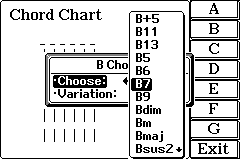 Chord Chart
B Cho
Choose:
Variation:
B+5
B11
B13
B5
B6
B7
B9
Bdim
Bm
Bmaj
Bsus2
A
B
C
D
E
F
G
Exit